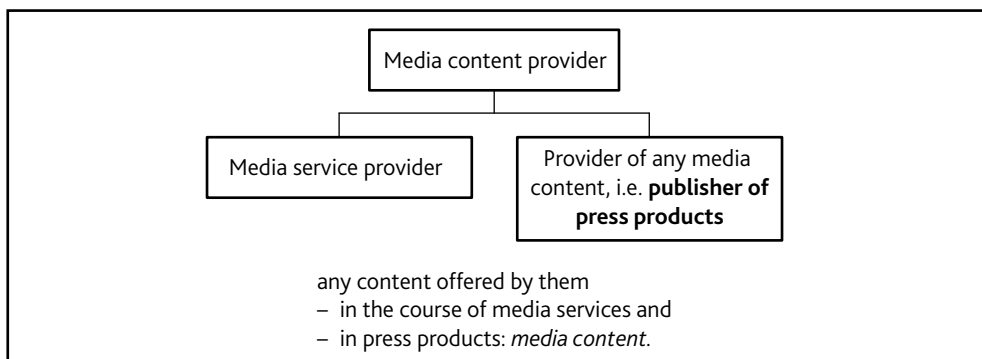 Media content provider
Media service provider
Provider of any media
content, i.e. publisher of
press products
any content offered by them
– in the course of media services and
– in press products: media content.